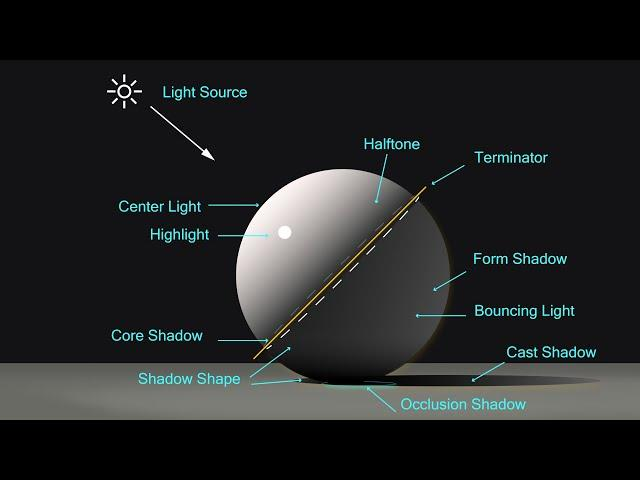 Light Source
Halftone
Terminator
Center Light
Highlight
Form Shadow
Bouncing Light
Core Shadow
Cast Shadow
Shadow Shape
Occlusion Shadow